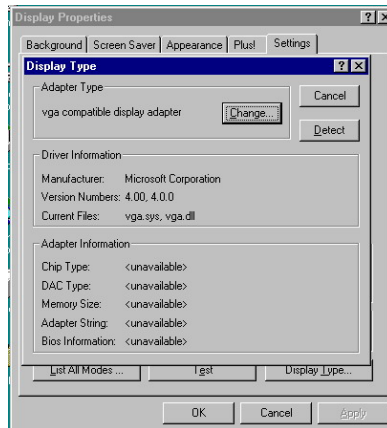 Display Properties
Background Screen Saver Appearance Plus! Settings
Display Type
Adapter Type
vga compatible display adapter
Change...
Cancel
Detect
Driver Information
Manufacturer: Microsoft Corporation
Version Numbers: 4.00, 4.0.0
Current Files: vga.sys, vga.dll
Adapter Information
Chip Type: <unavailable>
DAC Type: <unavailable>
Memory Size: <unavailable>
Adapter String: <unavailable>
Bios Information: <unavailable>
List All Modes ... Test Display Type...
OK Cancel Apply